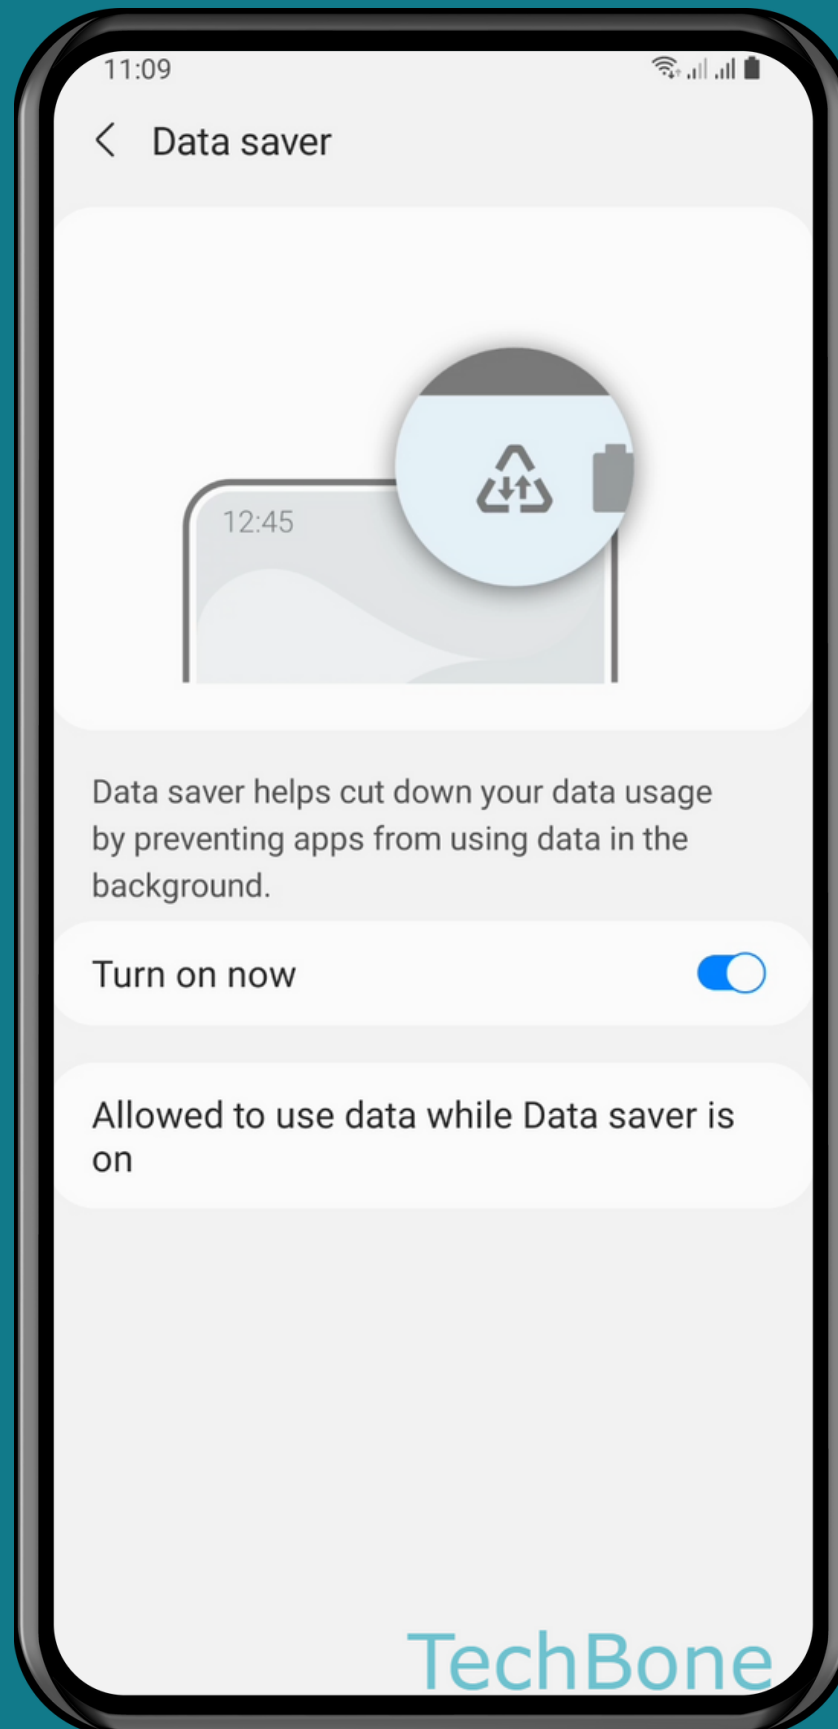 11:09
Data saver
12:45
Data saver helps cut down your data usage
by preventing apps from using data in the
background.
Turn on now
Allowed to use data while Data saver is
on
TechBone